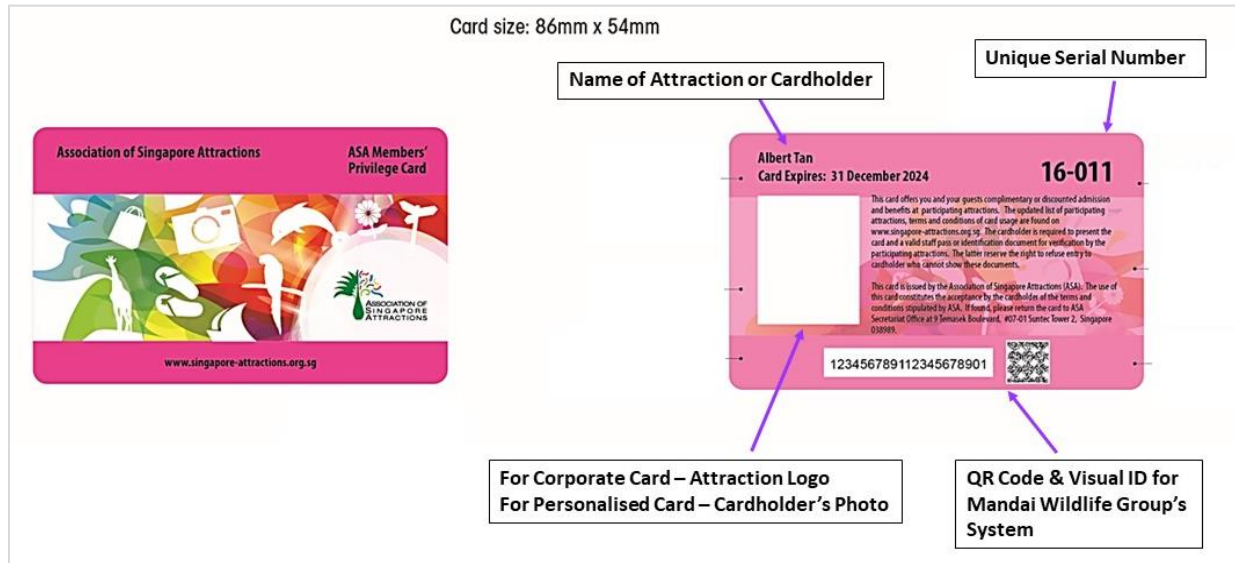 Card size: 86mm x 54mm
Name of Attraction or Cardholder
Unique Serial Number
Association of Singapore Attractions
ASA Members'
Privilege Card
ASSOCIATION OF
SINGAPORE
ATTRACTIONS
www.singapore-attractions.org.sg
Albert Tan
Card Expires: 31 December 2024
16-011
This card offers you and your guests complimentary or discounted admission
and benefits at participating attractions. The updated list of participating
attractions, terms and conditions of card usage are found on
www.singapore-attractions.org.sg. The cardholder is required to present the
card and a valid staff pass or identification document for verification by the
participating attractions. The latter reserve the right to refuse entry to
cardholder who cannot show these documents.
This card is issued by the Association of Singapore Attractions (ASA). The use of
this card constitutes the acceptance by the cardholder of the terms and
conditions stipulated by ASA. If found, please return the card to ASA
Secretariat Office at 9 Temasek Boulevard, #07-01 Suntec Tower 2, Singapore
038989.
123456789112345678901
For Corporate Card – Attraction Logo
For Personalised Card – Cardholder's Photo
QR Code & Visual ID for
Mandai Wildlife Group's
System